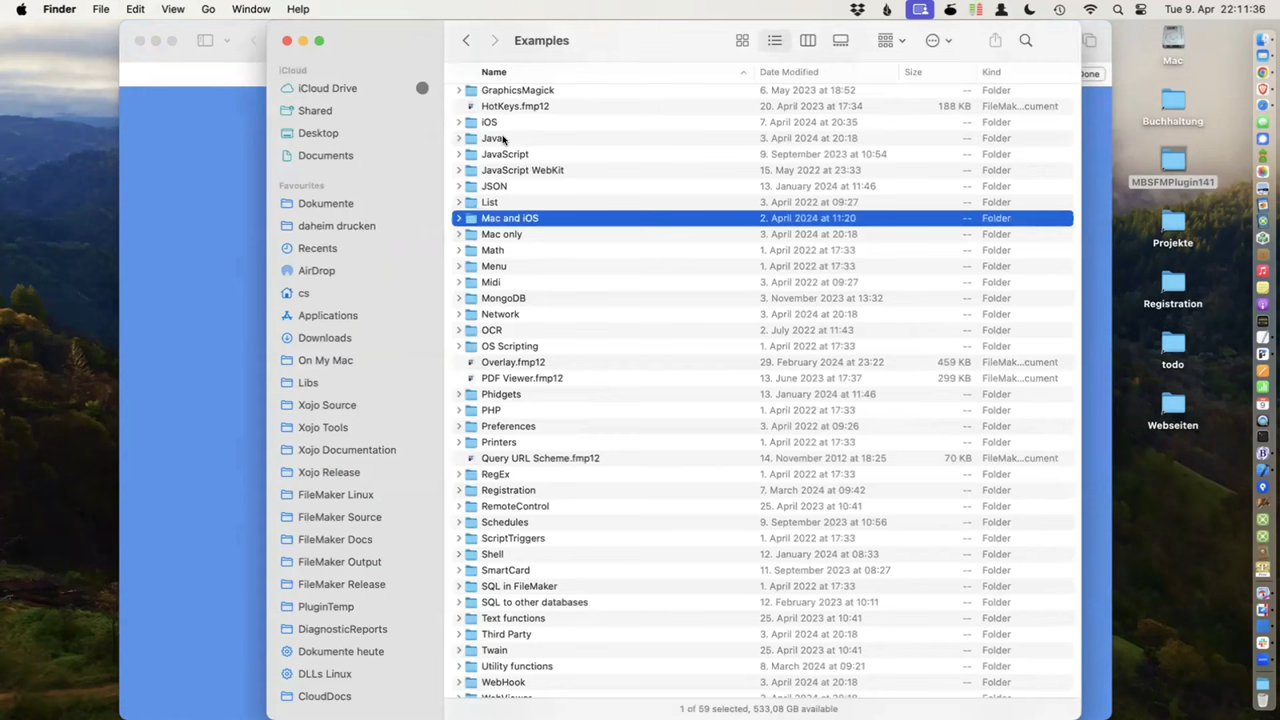 Finder File Edit View Go Window Help Tue 9. Apr 22:11:36
Examples
one
iCloud
iCloud Drive
Shared
Desktop
Documents
Favourites
Dokumente
daheim drucken
Recents
AirDrop
cs
Applications
Downloads
On My Mac
Libs
Xojo Source
Xojo Tools
Xojo Documentation
Xojo Release
FileMaker Linux
FileMaker Source
FileMaker Docs
FileMaker Output
FileMaker Release
PluginTemp
DiagnosticReports
Dokumente heute
DLLs Linux
CloudDocs
Name Date Modified Size Kind
GraphicsMagick 6. May 2023 at 18:52 -- Folder
HotKeys.fmp12 20. April 2023 at 17:34 188 KB FileMak...cument
iOS 7. April 2024 at 20:35 -- Folder
Java 3. April 2024 at 20:18 -- Folder
JavaScript 9. September 2023 at 10:54 -- Folder
JavaScript WebKit 15. May 2022 at 23:33 -- Folder
JSON 13. January 2024 at 11:46 -- Folder
List 3. April 2022 at 09:27 -- Folder
Mac and iOS 2. April 2024 at 11:20 -- Folder
Mac only 3. April 2024 at 20:18 -- Folder
Math 1. April 2022 at 17:33 -- Folder
Menu 1. April 2022 at 17:33 -- Folder
Midi 3. April 2022 at 09:27 -- Folder
MongoDB 3. November 2023 at 13:32 -- Folder
Network 3. April 2024 at 20:18 -- Folder
OCR 2. July 2022 at 11:43 -- Folder
OS Scripting 1. April 2022 at 17:33 -- Folder
Overlay.fmp12 29. February 2024 at 23:22 459 KB FileMak...cument
PDF Viewer.fmp12 13. June 2023 at 17:37 299 KB FileMak...cument
Phidgets 13. January 2024 at 11:46 -- Folder
PHP 1. April 2022 at 17:33 -- Folder
Preferences 3. April 2022 at 09:26 -- Folder
Printers 1. April 2022 at 17:33 -- Folder
Query URL Scheme.fmp12 14. November 2012 at 18:25 70 KB FileMak...cument
RegEx 1. April 2022 at 17:33 -- Folder
Registration 7. March 2024 at 09:42 -- Folder
RemoteControl 25. April 2023 at 10:41 -- Folder
Schedules 9. September 2023 at 10:56 -- Folder
ScriptTriggers 1. April 2022 at 17:33 -- Folder
Shell 12. January 2024 at 08:33 -- Folder
SmartCard 11. September 2023 at 08:27 -- Folder
SQL in FileMaker 1. April 2022 at 17:33 -- Folder
SQL to other databases 12. February 2023 at 10:11 -- Folder
Text functions 25. April 2023 at 10:41 -- Folder
Third Party 3. April 2024 at 20:18 -- Folder
Twain 25. April 2023 at 10:41 -- Folder
Utility functions 8. March 2024 at 09:21 -- Folder
WebHook 3. April 2024 at 20:18 -- Folder
1 of 59 selected, 533,08 GB available
Mac
Buchhaltung
MBSFMPlugin141
Projekte
Registration
todo
Webseiten